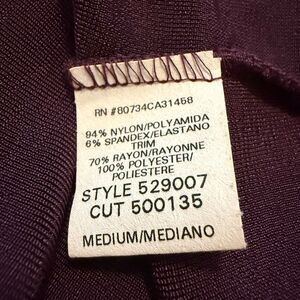 RN #80734CA31458
94% NYLON/POLYAMIDA
6% SPANDEX/ELASTANO
TRIM
70% RAYON/RAYONNE
100% POLYESTER/
POLIESTERE
STYLE 529007
CUT 500135
MEDIUM/MEDIANO